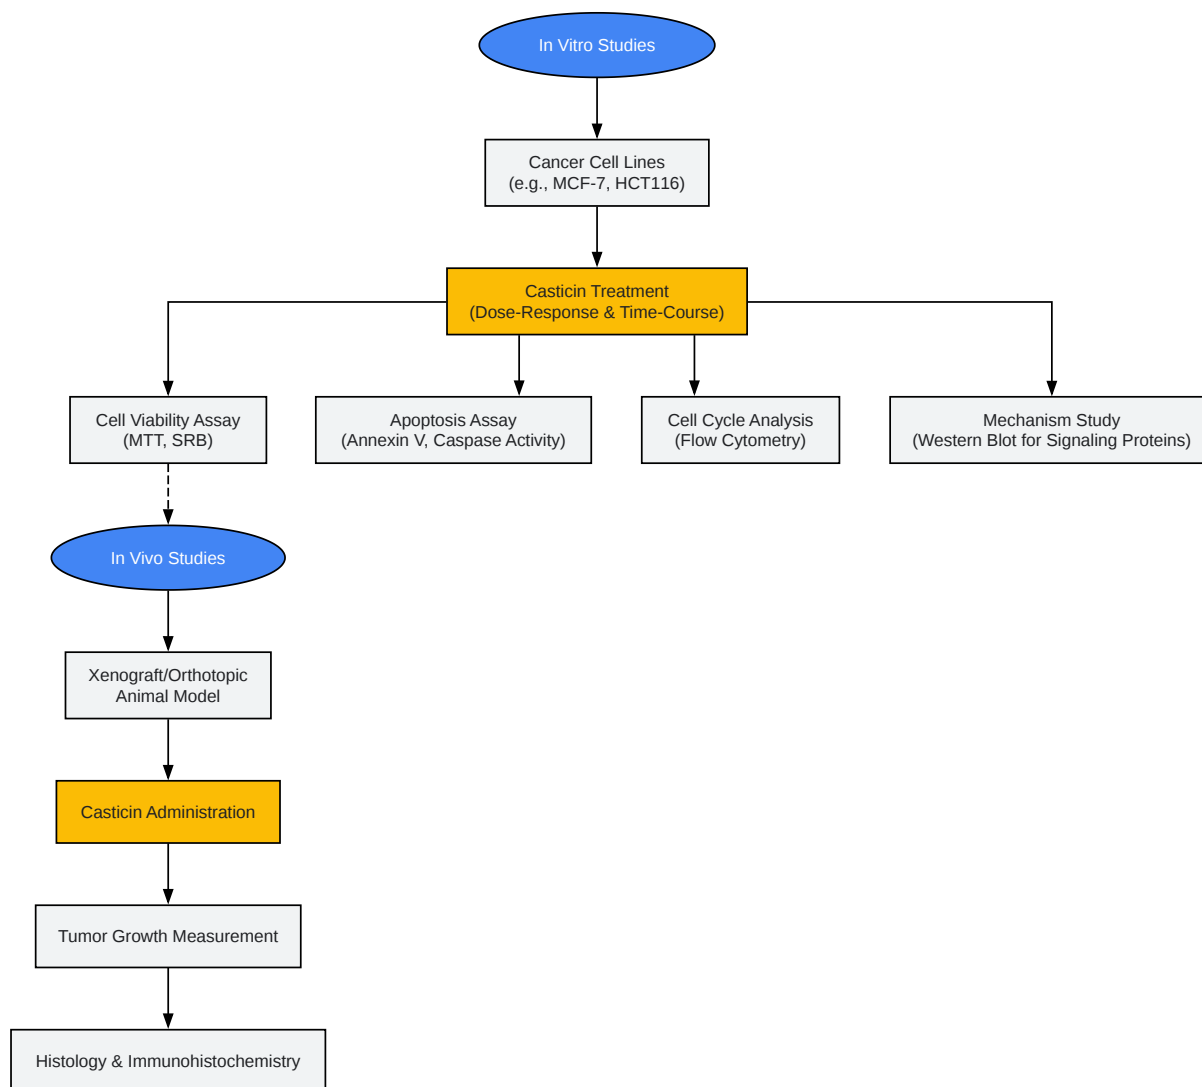 In Vitro Studies
Cancer Cell Lines
(e.g., MCF-7, HCT116)
Casticin Treatment
(Dose-Response & Time-Course)
Cell Viability Assay
(MTT, SRB)
Apoptosis Assay
(Annexin V, Caspase Activity)
Cell Cycle Analysis
(Flow Cytometry)
Mechanism Study
(Western Blot for Signaling Proteins)
In Vivo Studies
Xenograft/Orthotopic
Animal Model
Casticin Administration
Tumor Growth Measurement
Histology & Immunohistochemistry